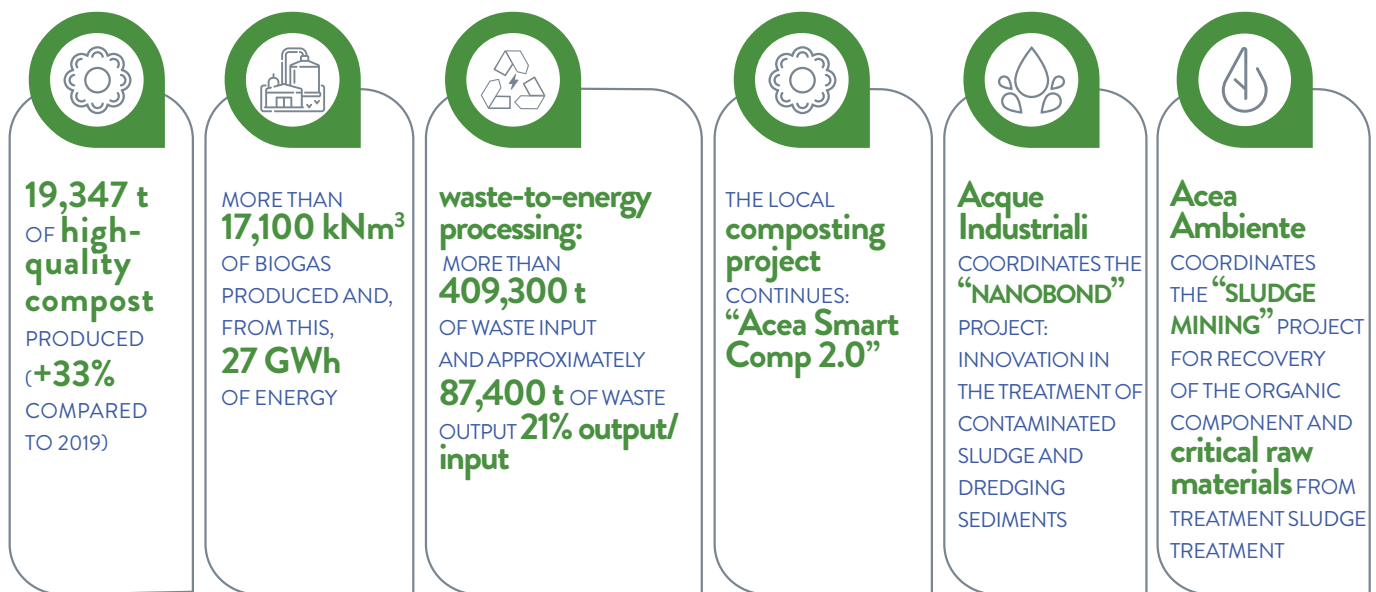 19,347 t
OF high-
quality
compost
PRODUCED
(+33%
COMPARED
TO 2019)
MORE THAN
17,100 kNm³
OF BIOGAS
PRODUCED AND,
FROM THIS,
27 GWh
OF ENERGY
waste-to-energy
processing:
MORE THAN
409,300 t
OF WASTE INPUT
AND APPROXIMATELY
87,400 t OF WASTE
OUTPUT 21% output/
input
THE LOCAL
composting
project
CONTINUES:
“Acea Smart
Comp 2.0”
Acque
Industriali
COORDINATES THE
“NANOBOND”
PROJECT:
INNOVATION IN
THE TREATMENT OF
CONTAMINATED
SLUDGE AND
DREDGING
SEDIMENTS
Acea
Ambiente
COORDINATES
THE “SLUDGE
MINING” PROJECT
FOR RECOVERY
OF THE ORGANIC
COMPONENT AND
critical raw
materials FROM
TREATMENT SLUDGE
TREATMENT